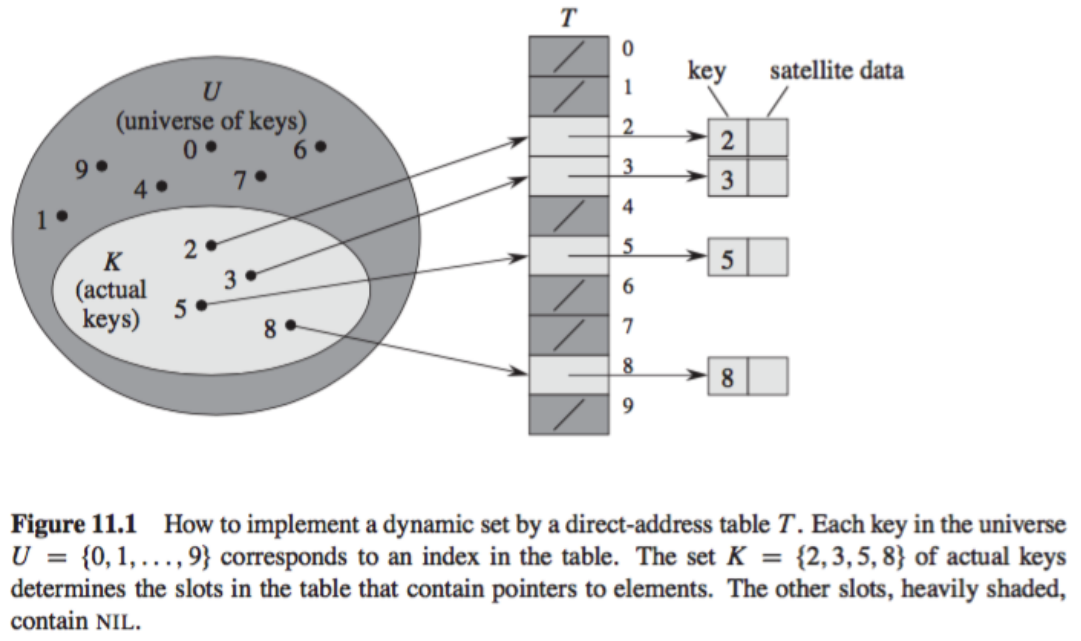 T
0
1
2
3
4
5
6
7
8
9
key satellite data
2
3
5
8
U
(universe of keys)
0
6
9
4
7
1
K
(actual
keys)
2
3
5
8
Figure 11.1 How to implement a dynamic set by a direct-address table T. Each key in the universe
U = {0, 1, . . . , 9} corresponds to an index in the table. The set K = {2, 3, 5, 8} of actual keys
determines the slots in the table that contain pointers to elements. The other slots, heavily shaded,
contain NIL.